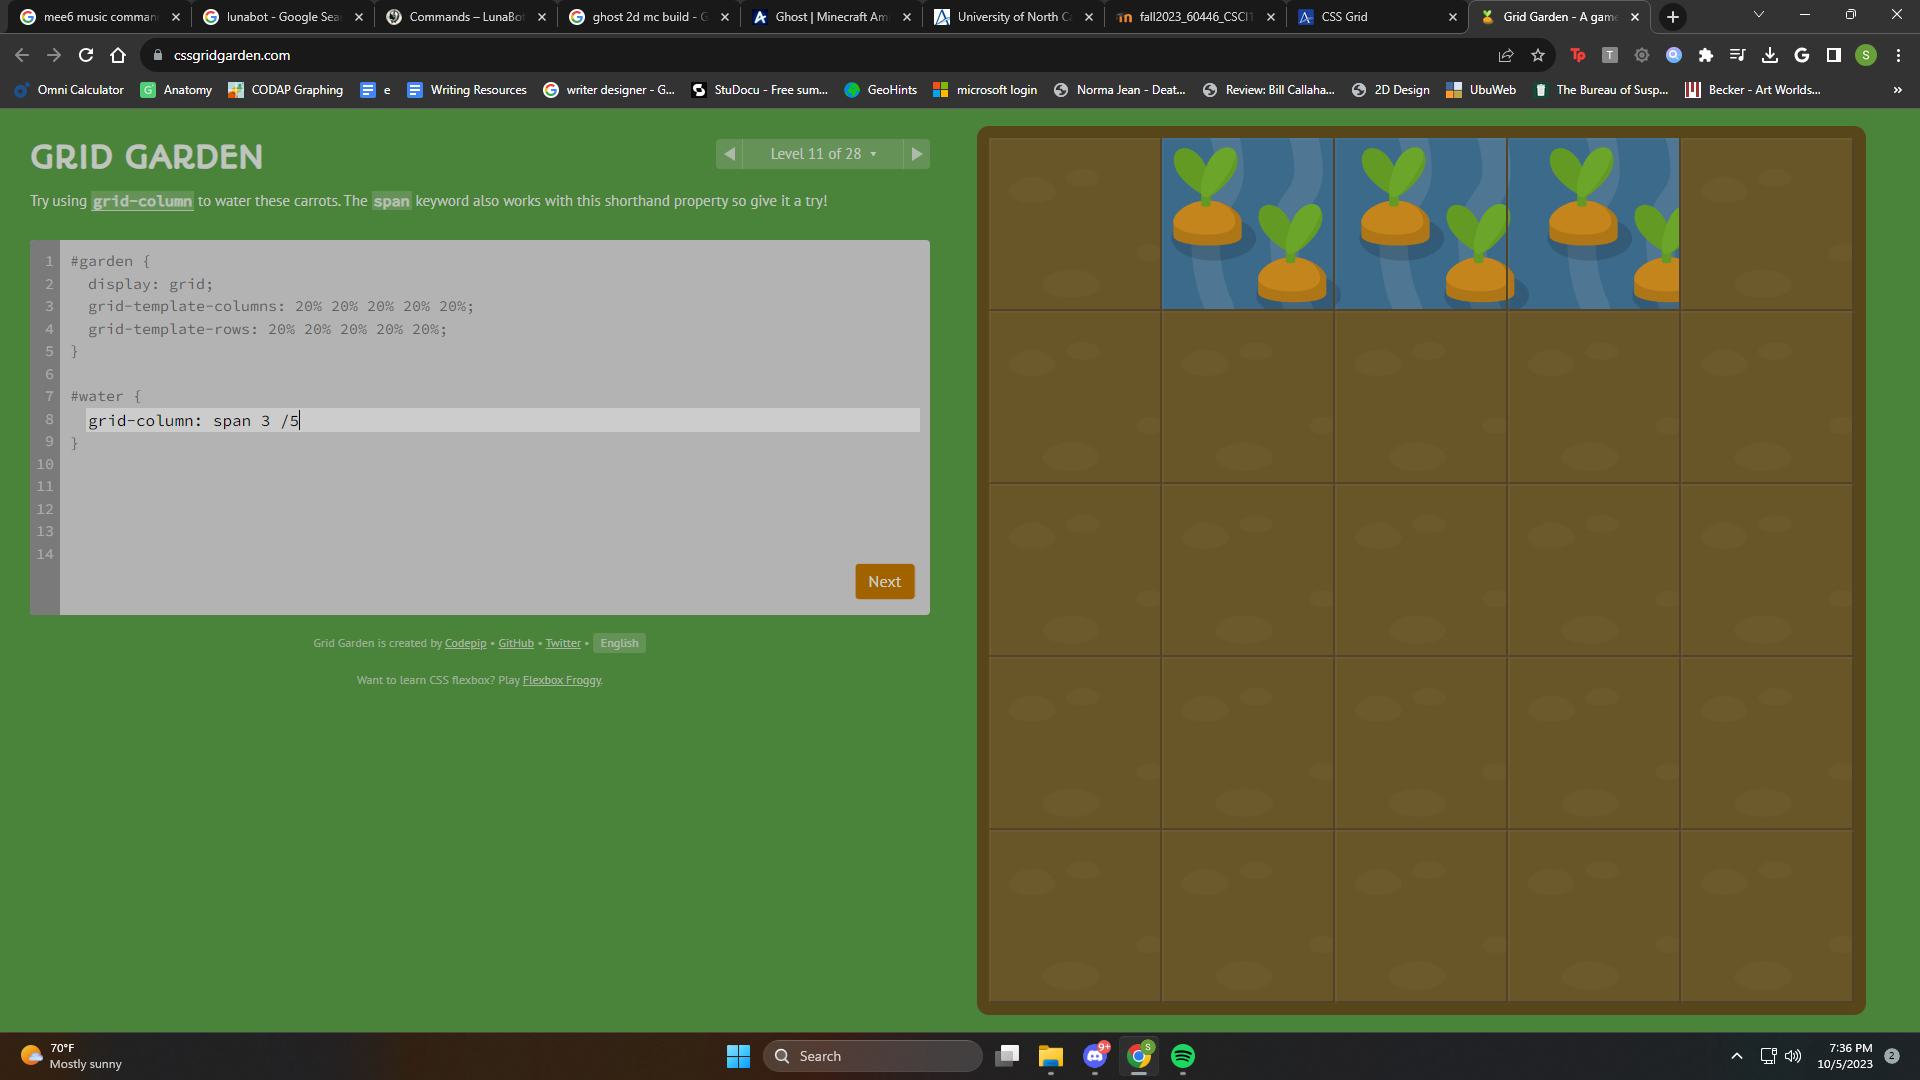 mee6 music comman
lunabot - Google Sea
Commands – LunaBot
ghost 2d mc build - G
Ghost | Minecraft Am
University of North Ca
fall2023_60446_CSCI
CSS Grid
Grid Garden - A game
cssgridgarden.com
Omni Calculator
Anatomy
CODAP Graphing
e
Writing Resources
writer designer - G...
StuDocu - Free sum...
GeoHints
microsoft login
Norma Jean - Deat...
Review: Bill Callaha...
2D Design
UbuWeb
The Bureau of Susp...
Becker - Art Worlds...
»
GRID GARDEN
Level 11 of 28
Try using grid-column to water these carrots. The span keyword also works with this shorthand property so give it a try!
1 #garden {
2 display: grid;
3 grid-template-columns: 20% 20% 20% 20% 20%;
4 grid-template-rows: 20% 20% 20% 20% 20%;
5 }
6
7 #water {
8 grid-column: span 3 /5
9 }
10
11
12
13
14
Next
Grid Garden is created by Codepip • GitHub • Twitter • English
Want to learn CSS flexbox? Play Flexbox Froggy.
70°F
Mostly sunny
Search
9+
S
7:36 PM
10/5/2023
2